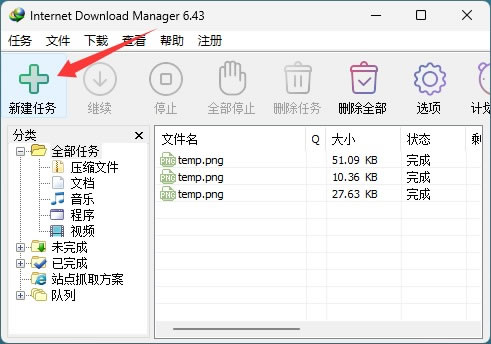 Internet Download Manager 6.43
任务 文件 下载 查看 帮助 注册
新建任务 继续 停止 全部停止 删除任务 删除全部 选项 计划
分类
文件名 Q 大小 状态 剩
全部任务
压缩文件
文档
音乐
程序
视频
未完成
已完成
站点抓取方案
队列
temp.png 51.09 KB 完成
temp.png 10.36 KB 完成
temp.png 27.63 KB 完成